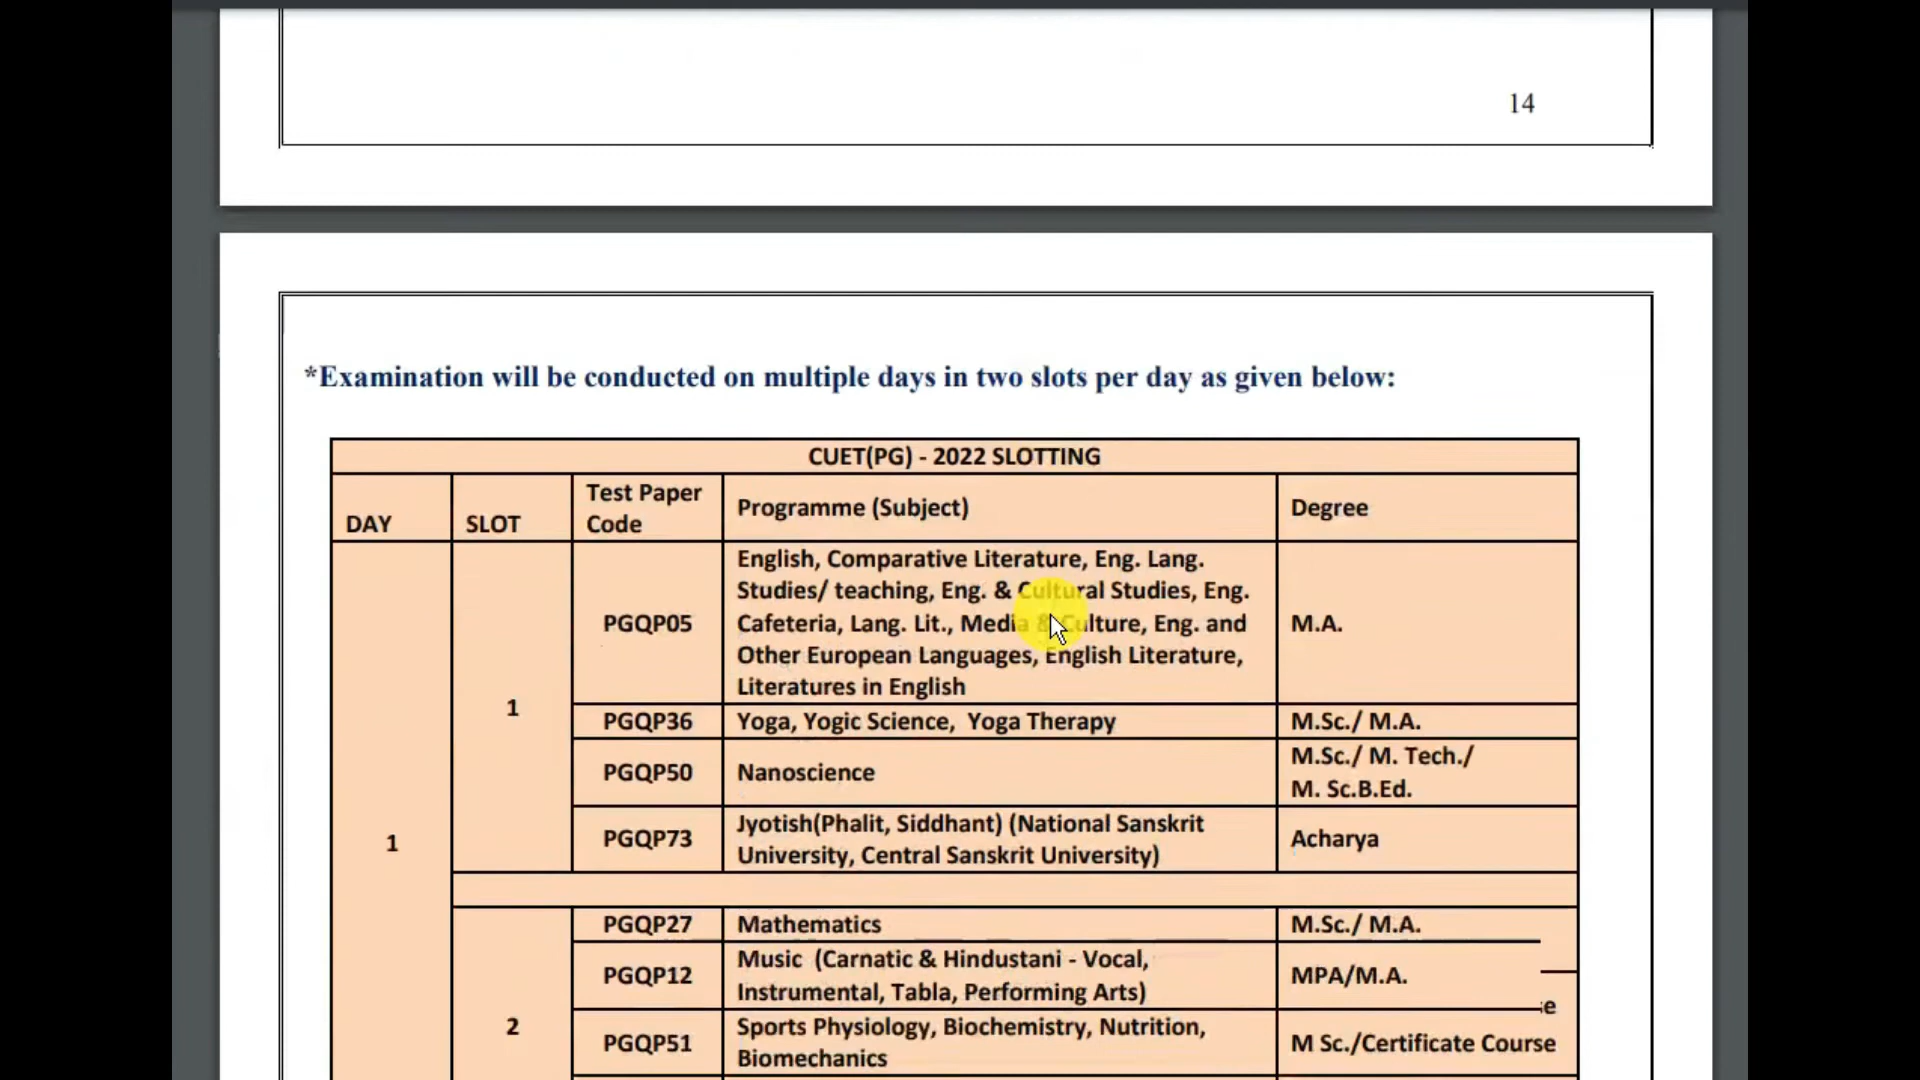 14
*Examination will be conducted on multiple days in two slots per day as given below:
CUET(PG) - 2022 SLOTTING
DAY
SLOT
Test Paper
Code
Programme (Subject)
Degree
1
1
PGQP05
English, Comparative Literature, Eng. Lang.
Studies/ teaching, Eng. & Cultural Studies, Eng.
Cafeteria, Lang. Lit., Media & Culture, Eng. and
Other European Languages, English Literature,
Literatures in English
M.A.
PGQP36
Yoga, Yogic Science, Yoga Therapy
M.Sc./ M.A.
PGQP50
Nanoscience
M.Sc./ M. Tech./
M. Sc.B.Ed.
PGQP73
Jyotish(Phalit, Siddhant) (National Sanskrit
University, Central Sanskrit University)
Acharya
2
PGQP27
Mathematics
M.Sc./ M.A.
PGQP12
Music (Carnatic & Hindustani - Vocal,
Instrumental, Tabla, Performing Arts)
MPA/M.A.
PGQP51
Sports Physiology, Biochemistry, Nutrition,
Biomechanics
M Sc./Certificate Course